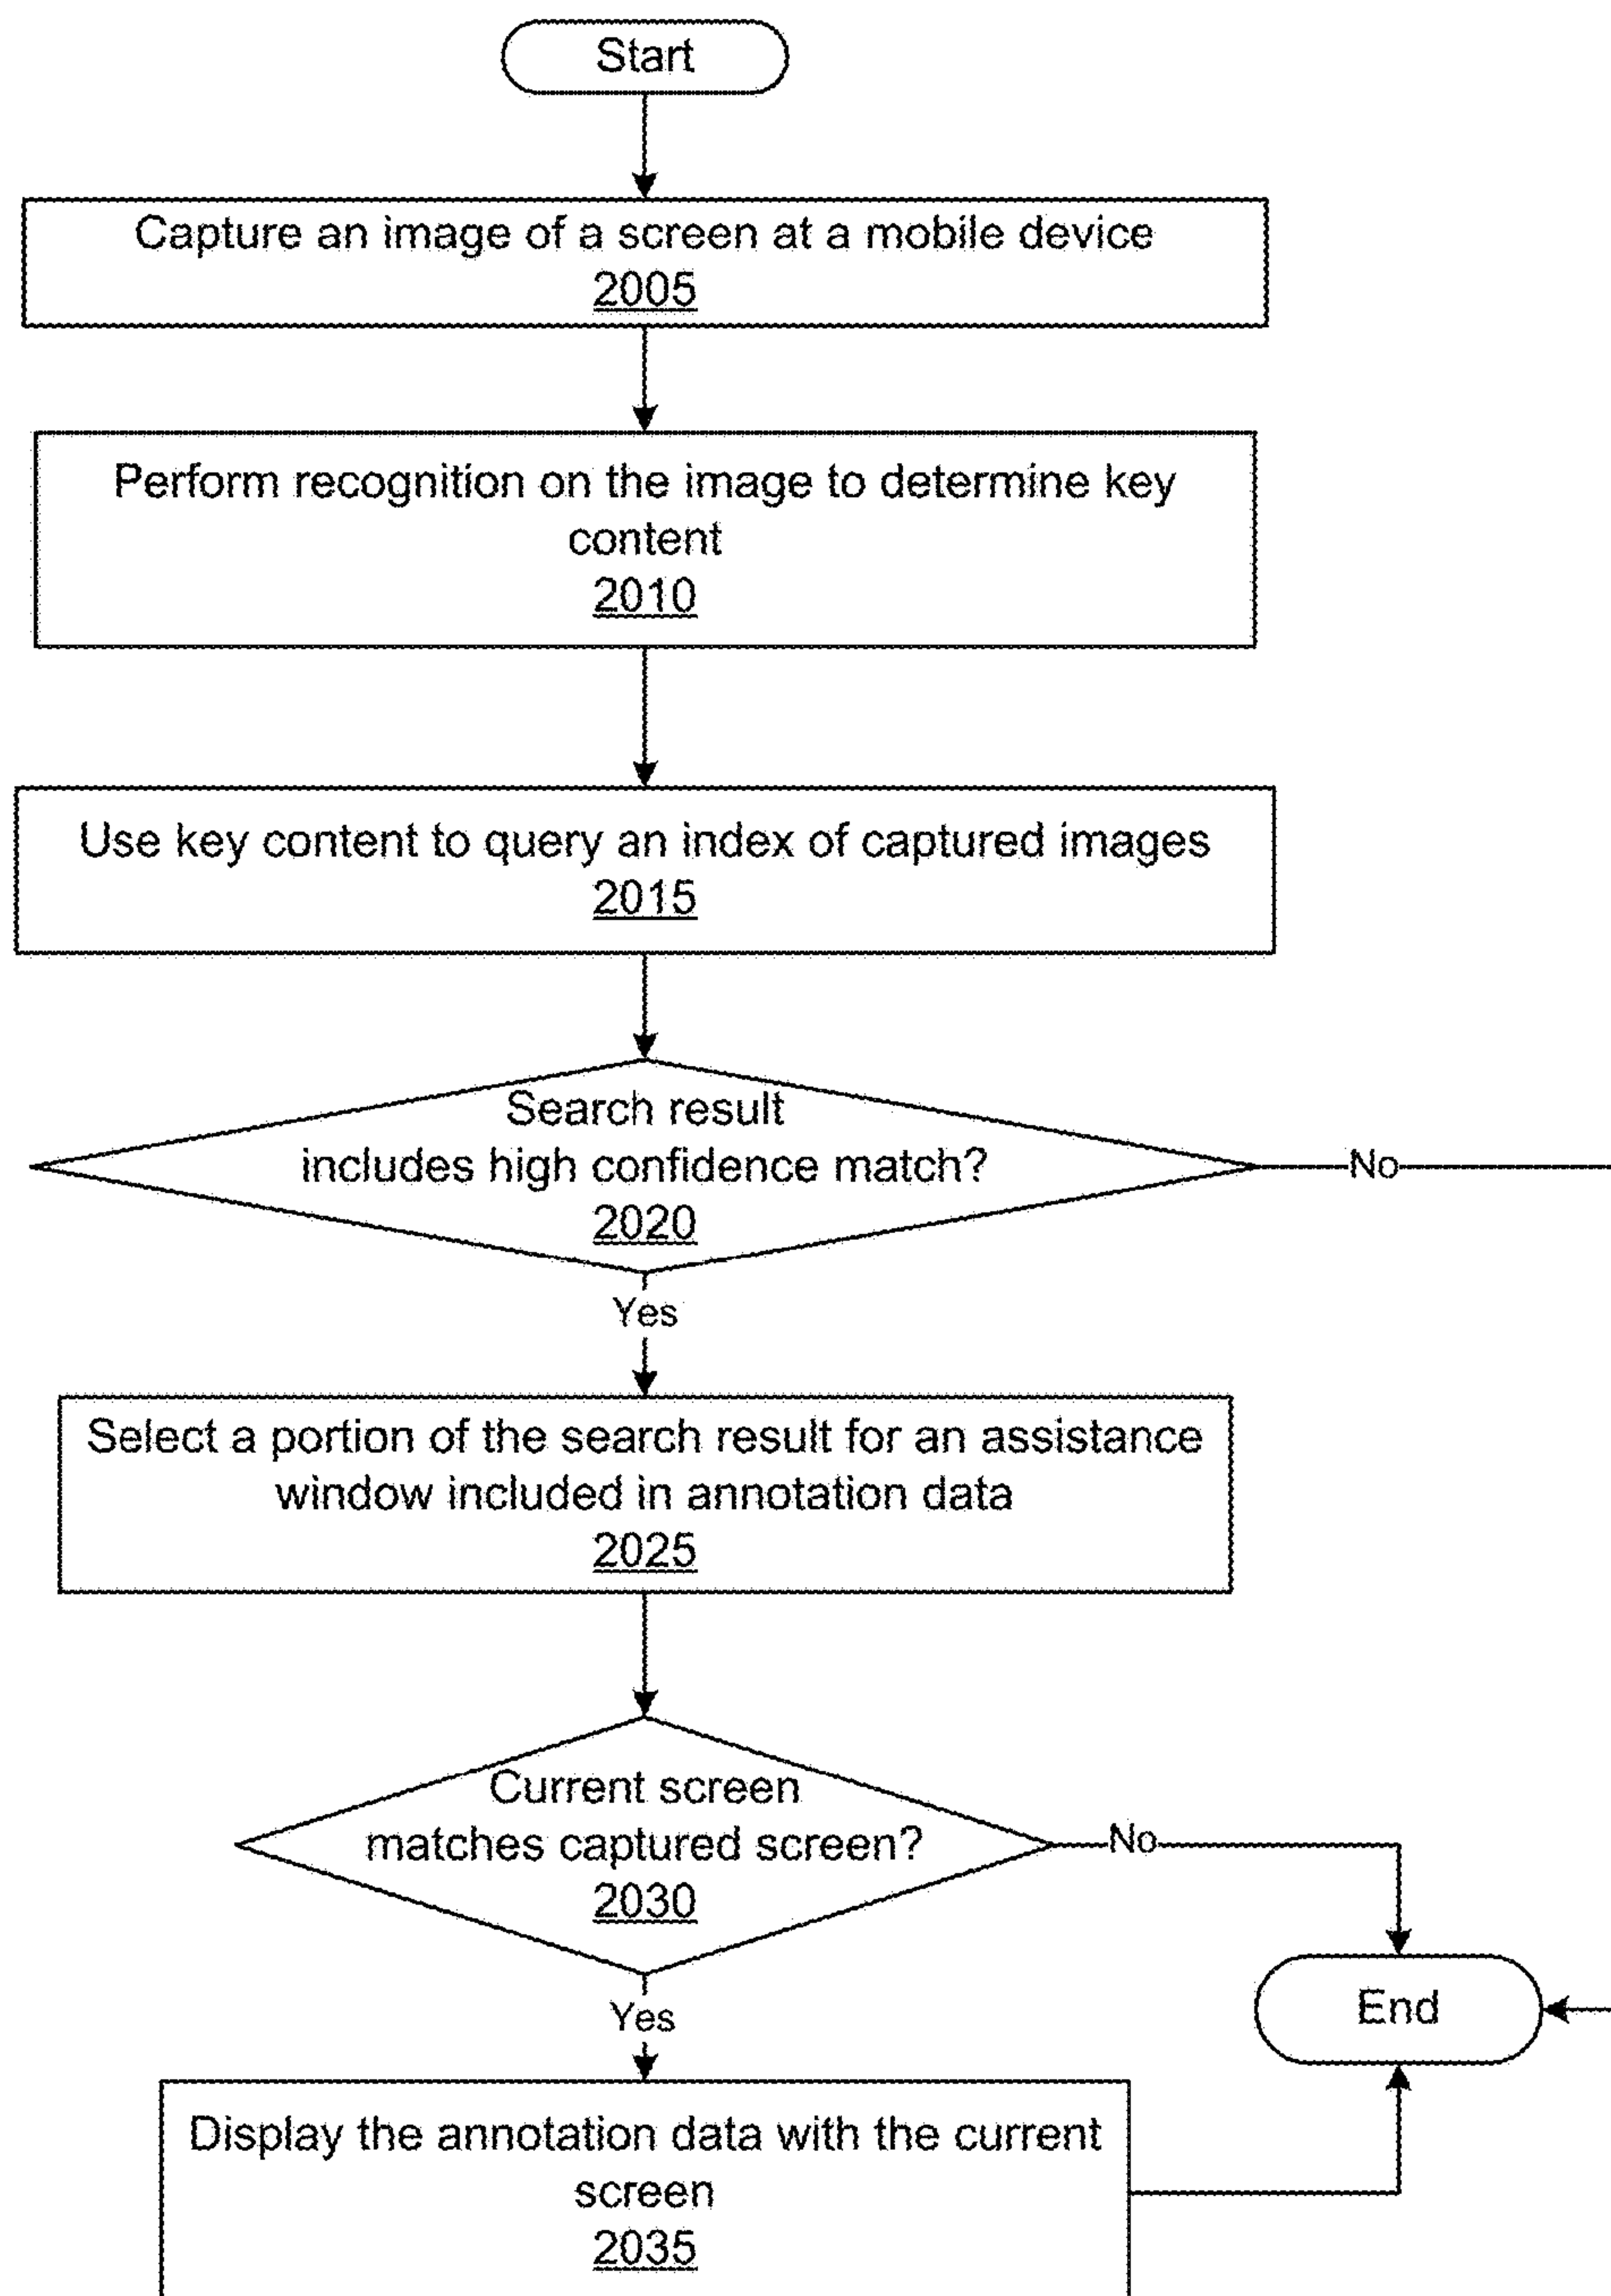 Start
Capture an image of a screen at a mobile device
2005
Perform recognition on the image to determine key
content
2010
Use key content to query an index of captured images
2015
Search result
includes high confidence match?
2020
No
Yes
Select a portion of the search result for an assistance
window included in annotation data
2025
Current screen
matches captured screen?
2030
No
Yes
End
Display the annotation data with the current
screen
2035